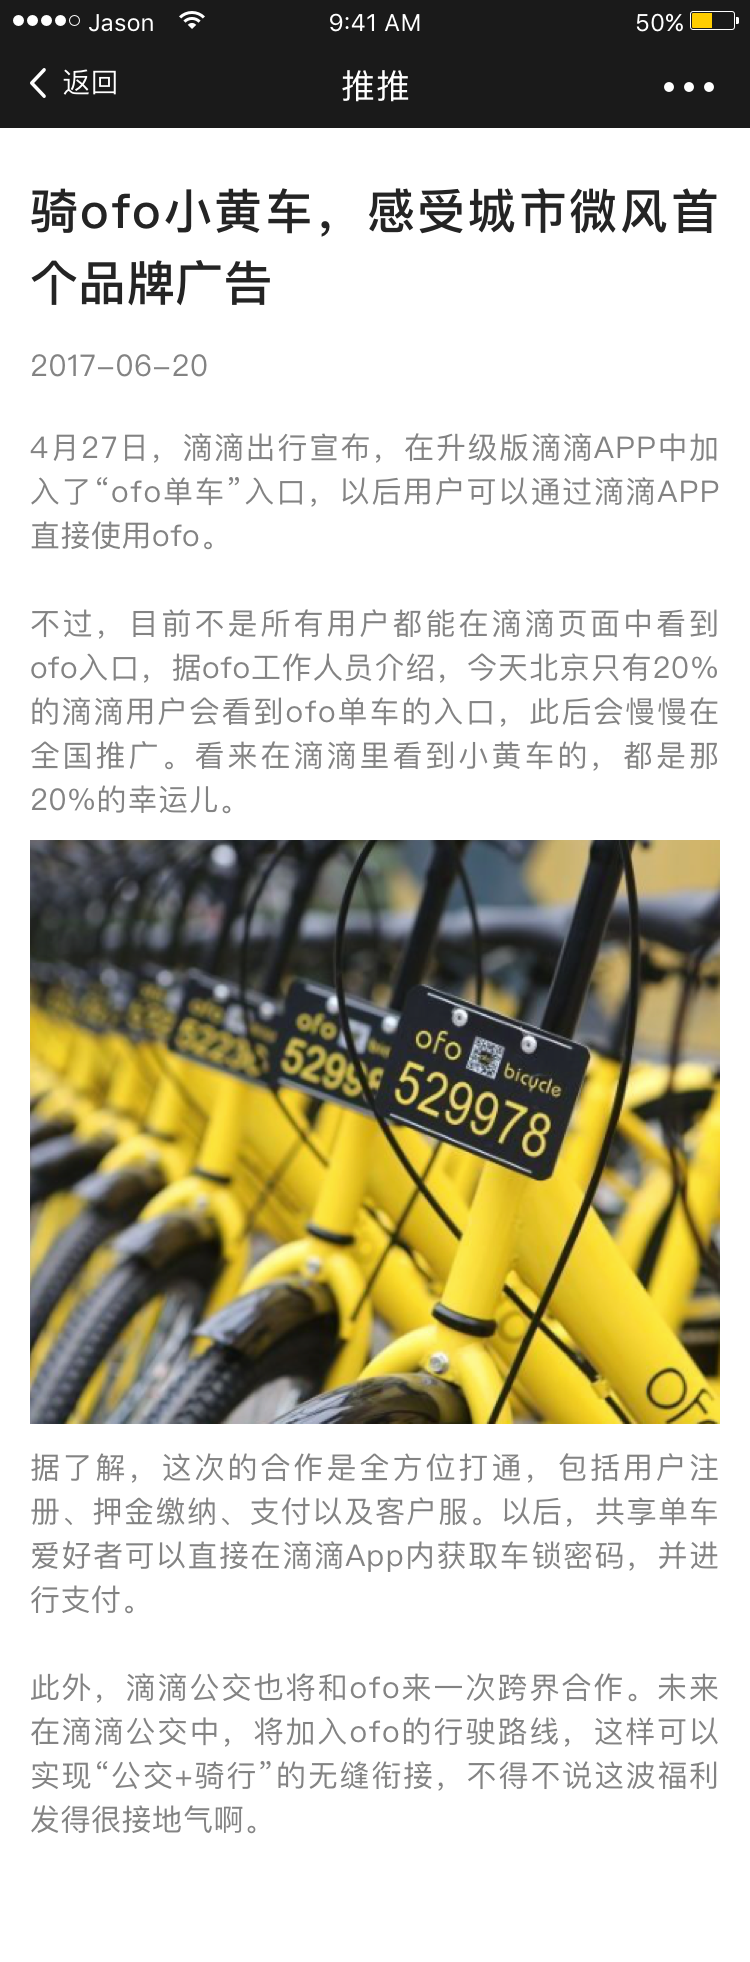 Jason
9:41 AM
50%
返回
推推
骑ofo小黄车，感受城市微风首
个品牌广告
2017-06-20
4月27日，滴滴出行宣布，在升级版滴滴APP中加
入了“ofo单车”入口，以后用户可以通过滴滴APP
直接使用ofo。
不过，目前不是所有用户都能在滴滴页面中看到
ofo入口，据ofo工作人员介绍，今天北京只有20%
的滴滴用户会看到ofo单车的入口，此后会慢慢在
全国推广。看来在滴滴里看到小黄车的，都是那
20%的幸运儿。
ofo bicycle
529978
ofo
5299
ofo
据了解，这次的合作是全方位打通，包括用户注
册、押金缴纳、支付以及客户服。以后，共享单车
爱好者可以直接在滴滴App内获取车锁密码，并进
行支付。
此外，滴滴公交也将和ofo来一次跨界合作。未来
在滴滴公交中，将加入ofo的行驶路线，这样可以
实现“公交+骑行”的无缝衔接，不得不说这波福利
发得很接地气啊。